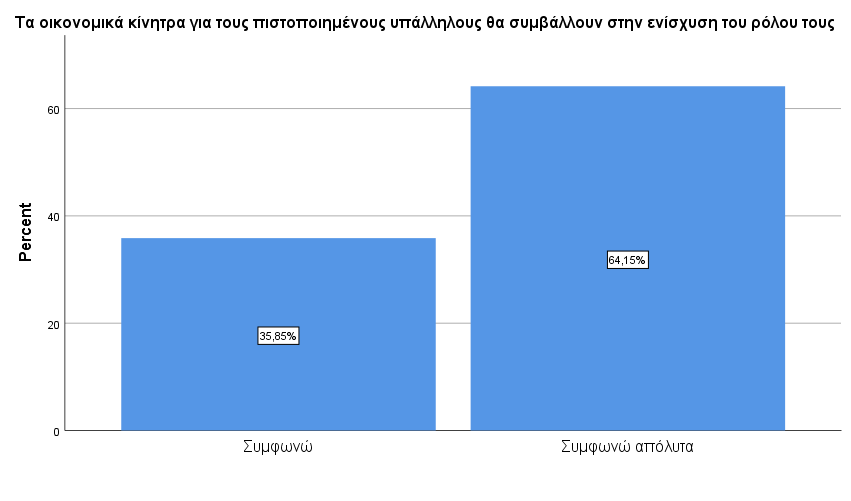 Τα οικονομικά κίνητρα για τους πιστοποιημένους υπάλληλους θα συμβάλλουν στην ενίσχυση του ρόλου τους
Percent
60
40
20
0
35,85%
64,15%
Συμφωνώ
Συμφωνώ απόλυτα